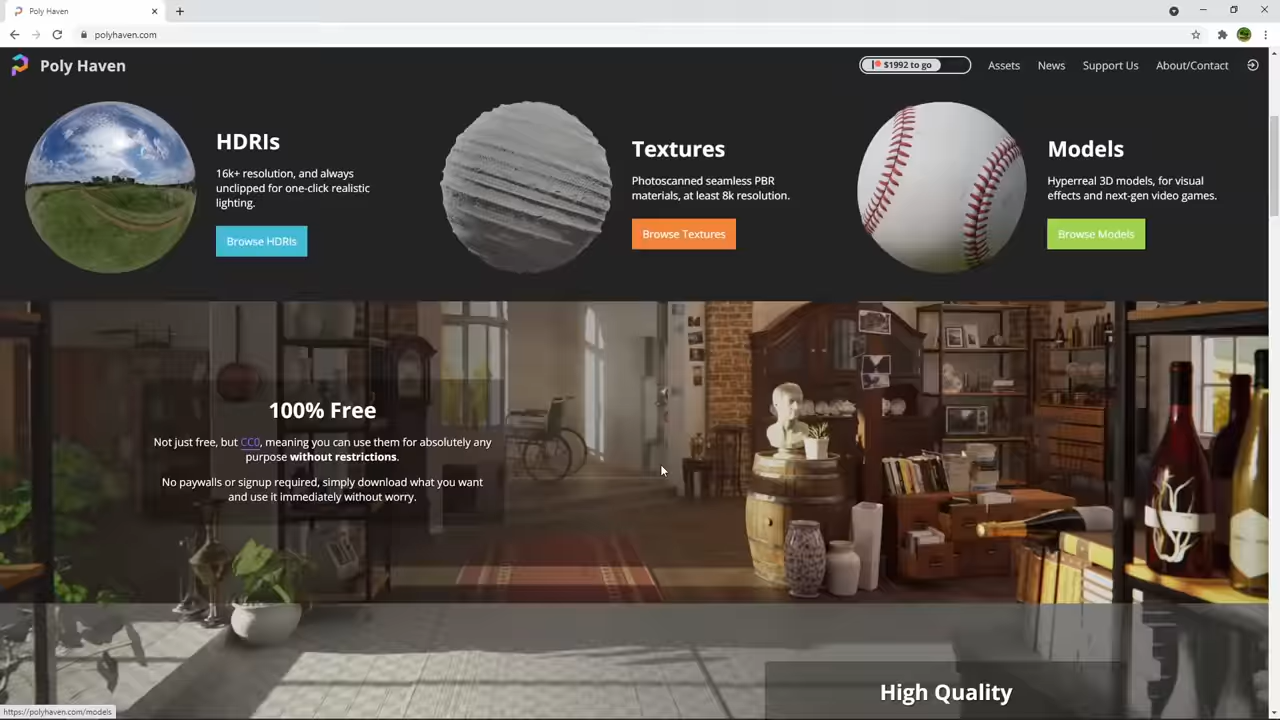 Poly Haven
polyhaven.com
Poly Haven
$1992 to go
Assets
News
Support Us
About/Contact
HDRIs
16k+ resolution, and always
unclipped for one-click realistic
lighting.
Browse HDRIs
Textures
Photoscanned seamless PBR
materials, at least 8k resolution.
Browse Textures
Models
Hyperreal 3D models, for visual
effects and next-gen video games.
Browse Models
100% Free
Not just free, but CC0, meaning you can use them for absolutely any
purpose without restrictions.
No paywalls or signup required, simply download what you want
and use it immediately without worry.
High Quality
https://polyhaven.com/models